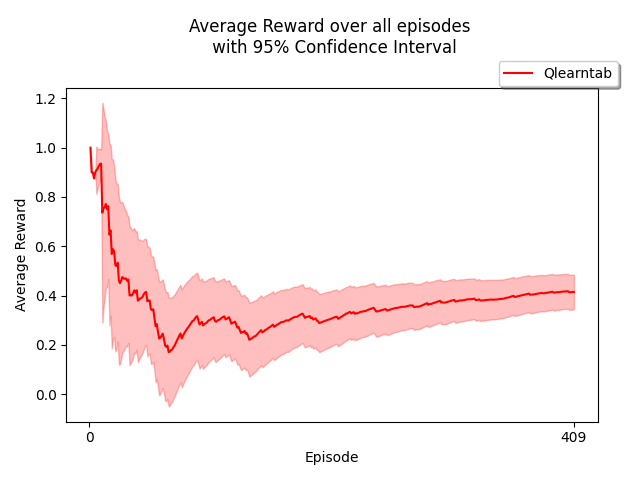 Average Reward over all episodes
with 95% Confidence Interval
Qlearntab
1.2
1.0
0.8
0.6
0.4
0.2
0.0
Average Reward
0
409
Episode